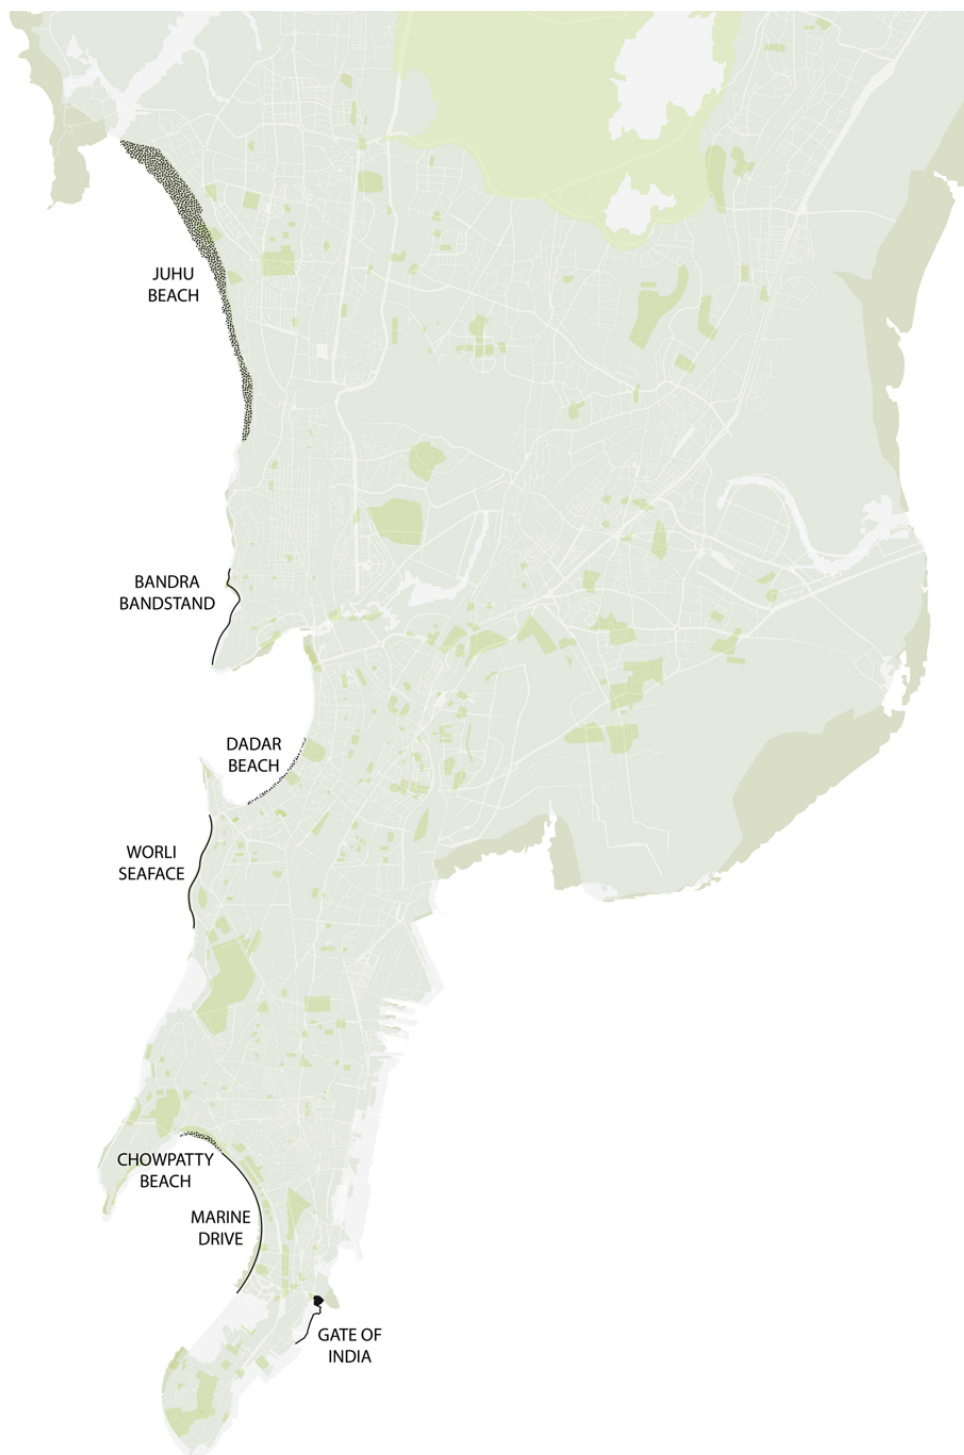 JUHU
BEACH
BANDRA
BANDSTAND
DADAR
BEACH
WORLI
SEAFACE
CHOWPATTY
BEACH
MARINE
DRIVE
GATE OF
INDIA